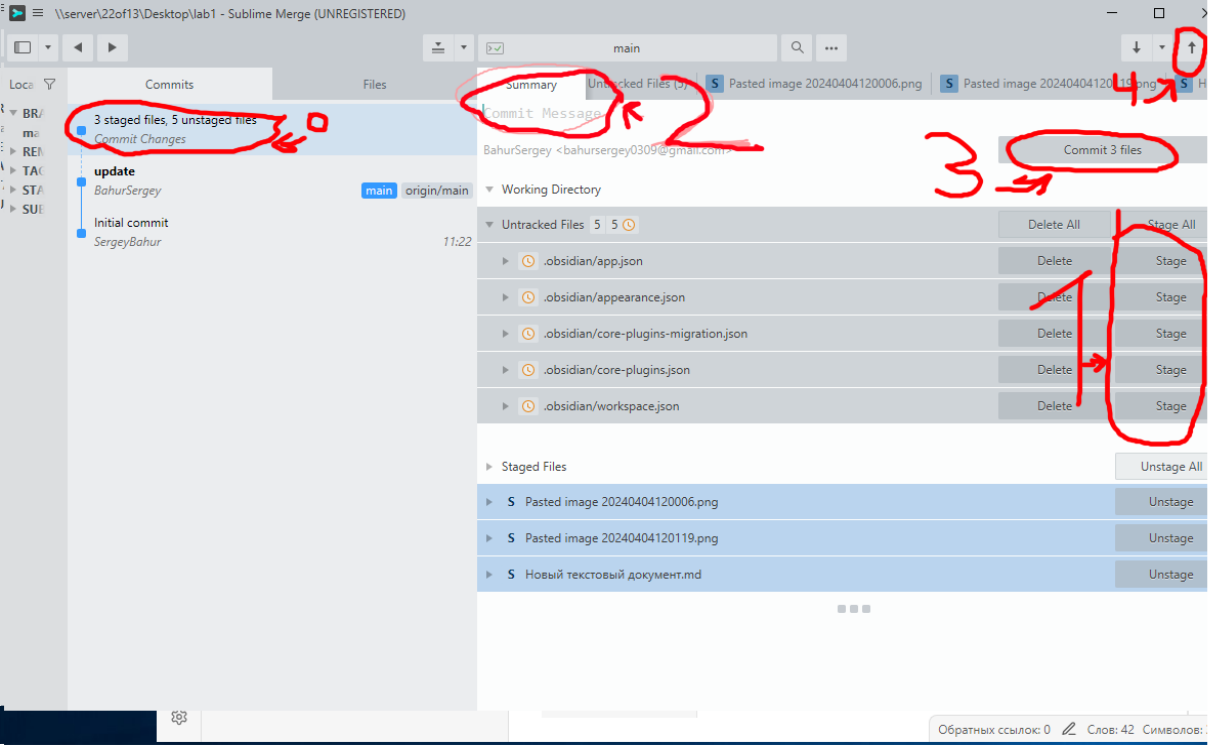 \\server\22of13\Desktop\lab1 - Sublime Merge (UNREGISTERED)
main
Loca Commits Files Summary Untracked Files (5) S Pasted image 20240404120006.png S Pasted image 20240404120119.png S H
4
3 staged files, 5 unstaged files 0
Commit Changes
Commit Message 2
BahurSergey <bahursergey0309@gmail.com>
3 Commit 3 files
BRA
ma
REM
TAG
STA
SUB
update
BahurSergey main origin/main
Initial commit
SergeyBahur 11:22
Working Directory
Untracked Files 5 5 Delete All Stage All
.obsidian/app.json Delete Stage
.obsidian/appearance.json Delete Stage
.obsidian/core-plugins-migration.json Delete Stage
.obsidian/core-plugins.json Delete Stage
.obsidian/workspace.json Delete Stage
1
Staged Files Unstage All
S Pasted image 20240404120006.png Unstage
S Pasted image 20240404120119.png Unstage
S Новый текстовый документ.md Unstage
Обратных ссылок: 0 Слов: 42 Символов: